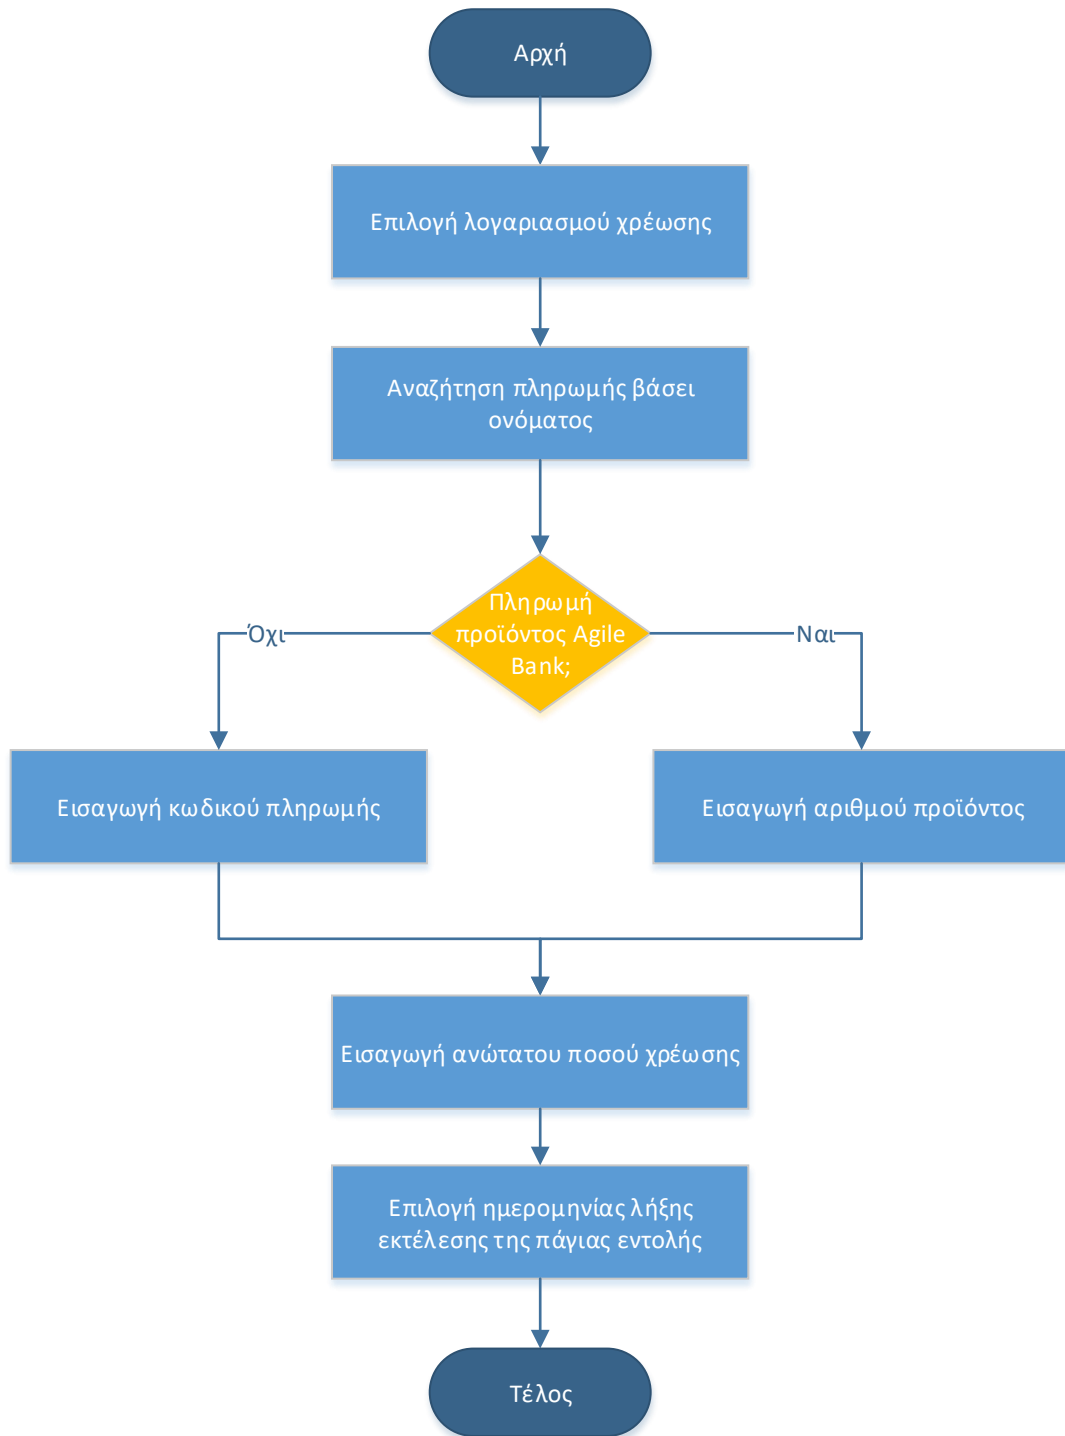 Αρχή
Επιλογή λογαριασμού χρέωσης
Αναζήτηση πληρωμής βάσει
ονόματος
Πληρωμή
προϊόντος Agile
Bank;
Όχι
Ναι
Εισαγωγή κωδικού πληρωμής
Εισαγωγή αριθμού προϊόντος
Εισαγωγή ανώτατου ποσού χρέωσης
Επιλογή ημερομηνίας λήξης
εκτέλεσης της πάγιας εντολής
Τέλος